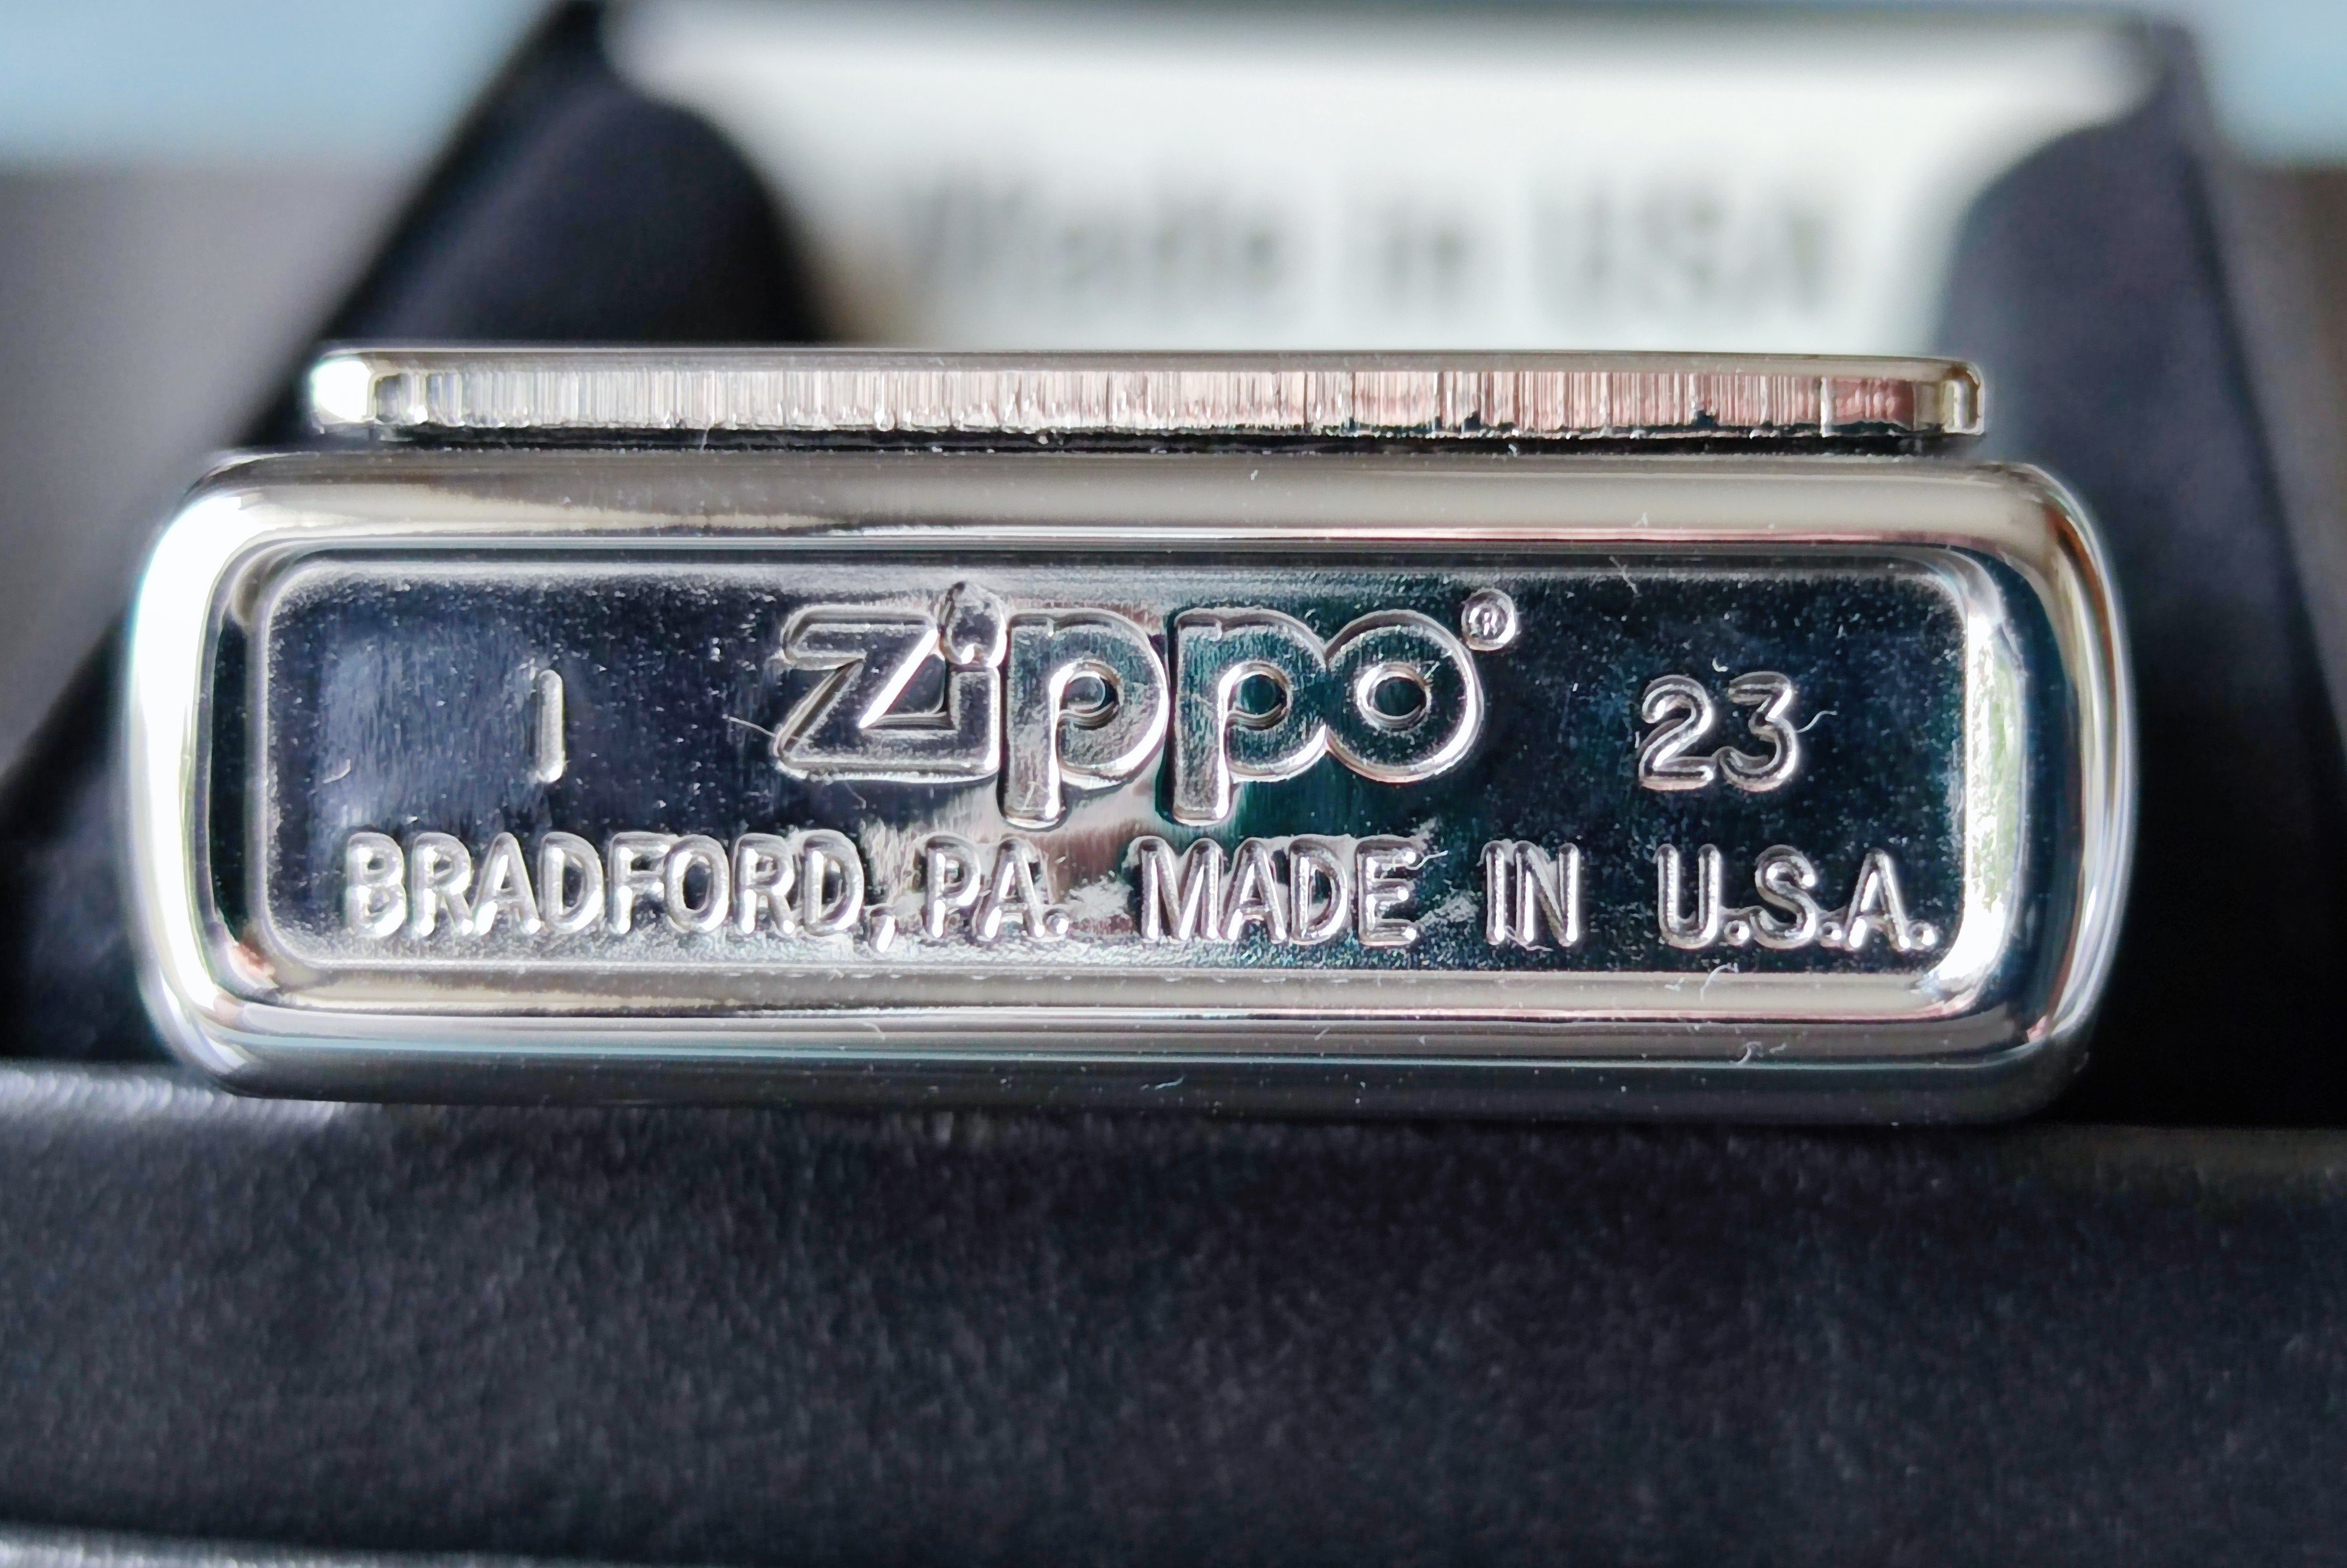 Made in USA
I Zippo® 23
BRADFORD, PA. MADE IN U.S.A.